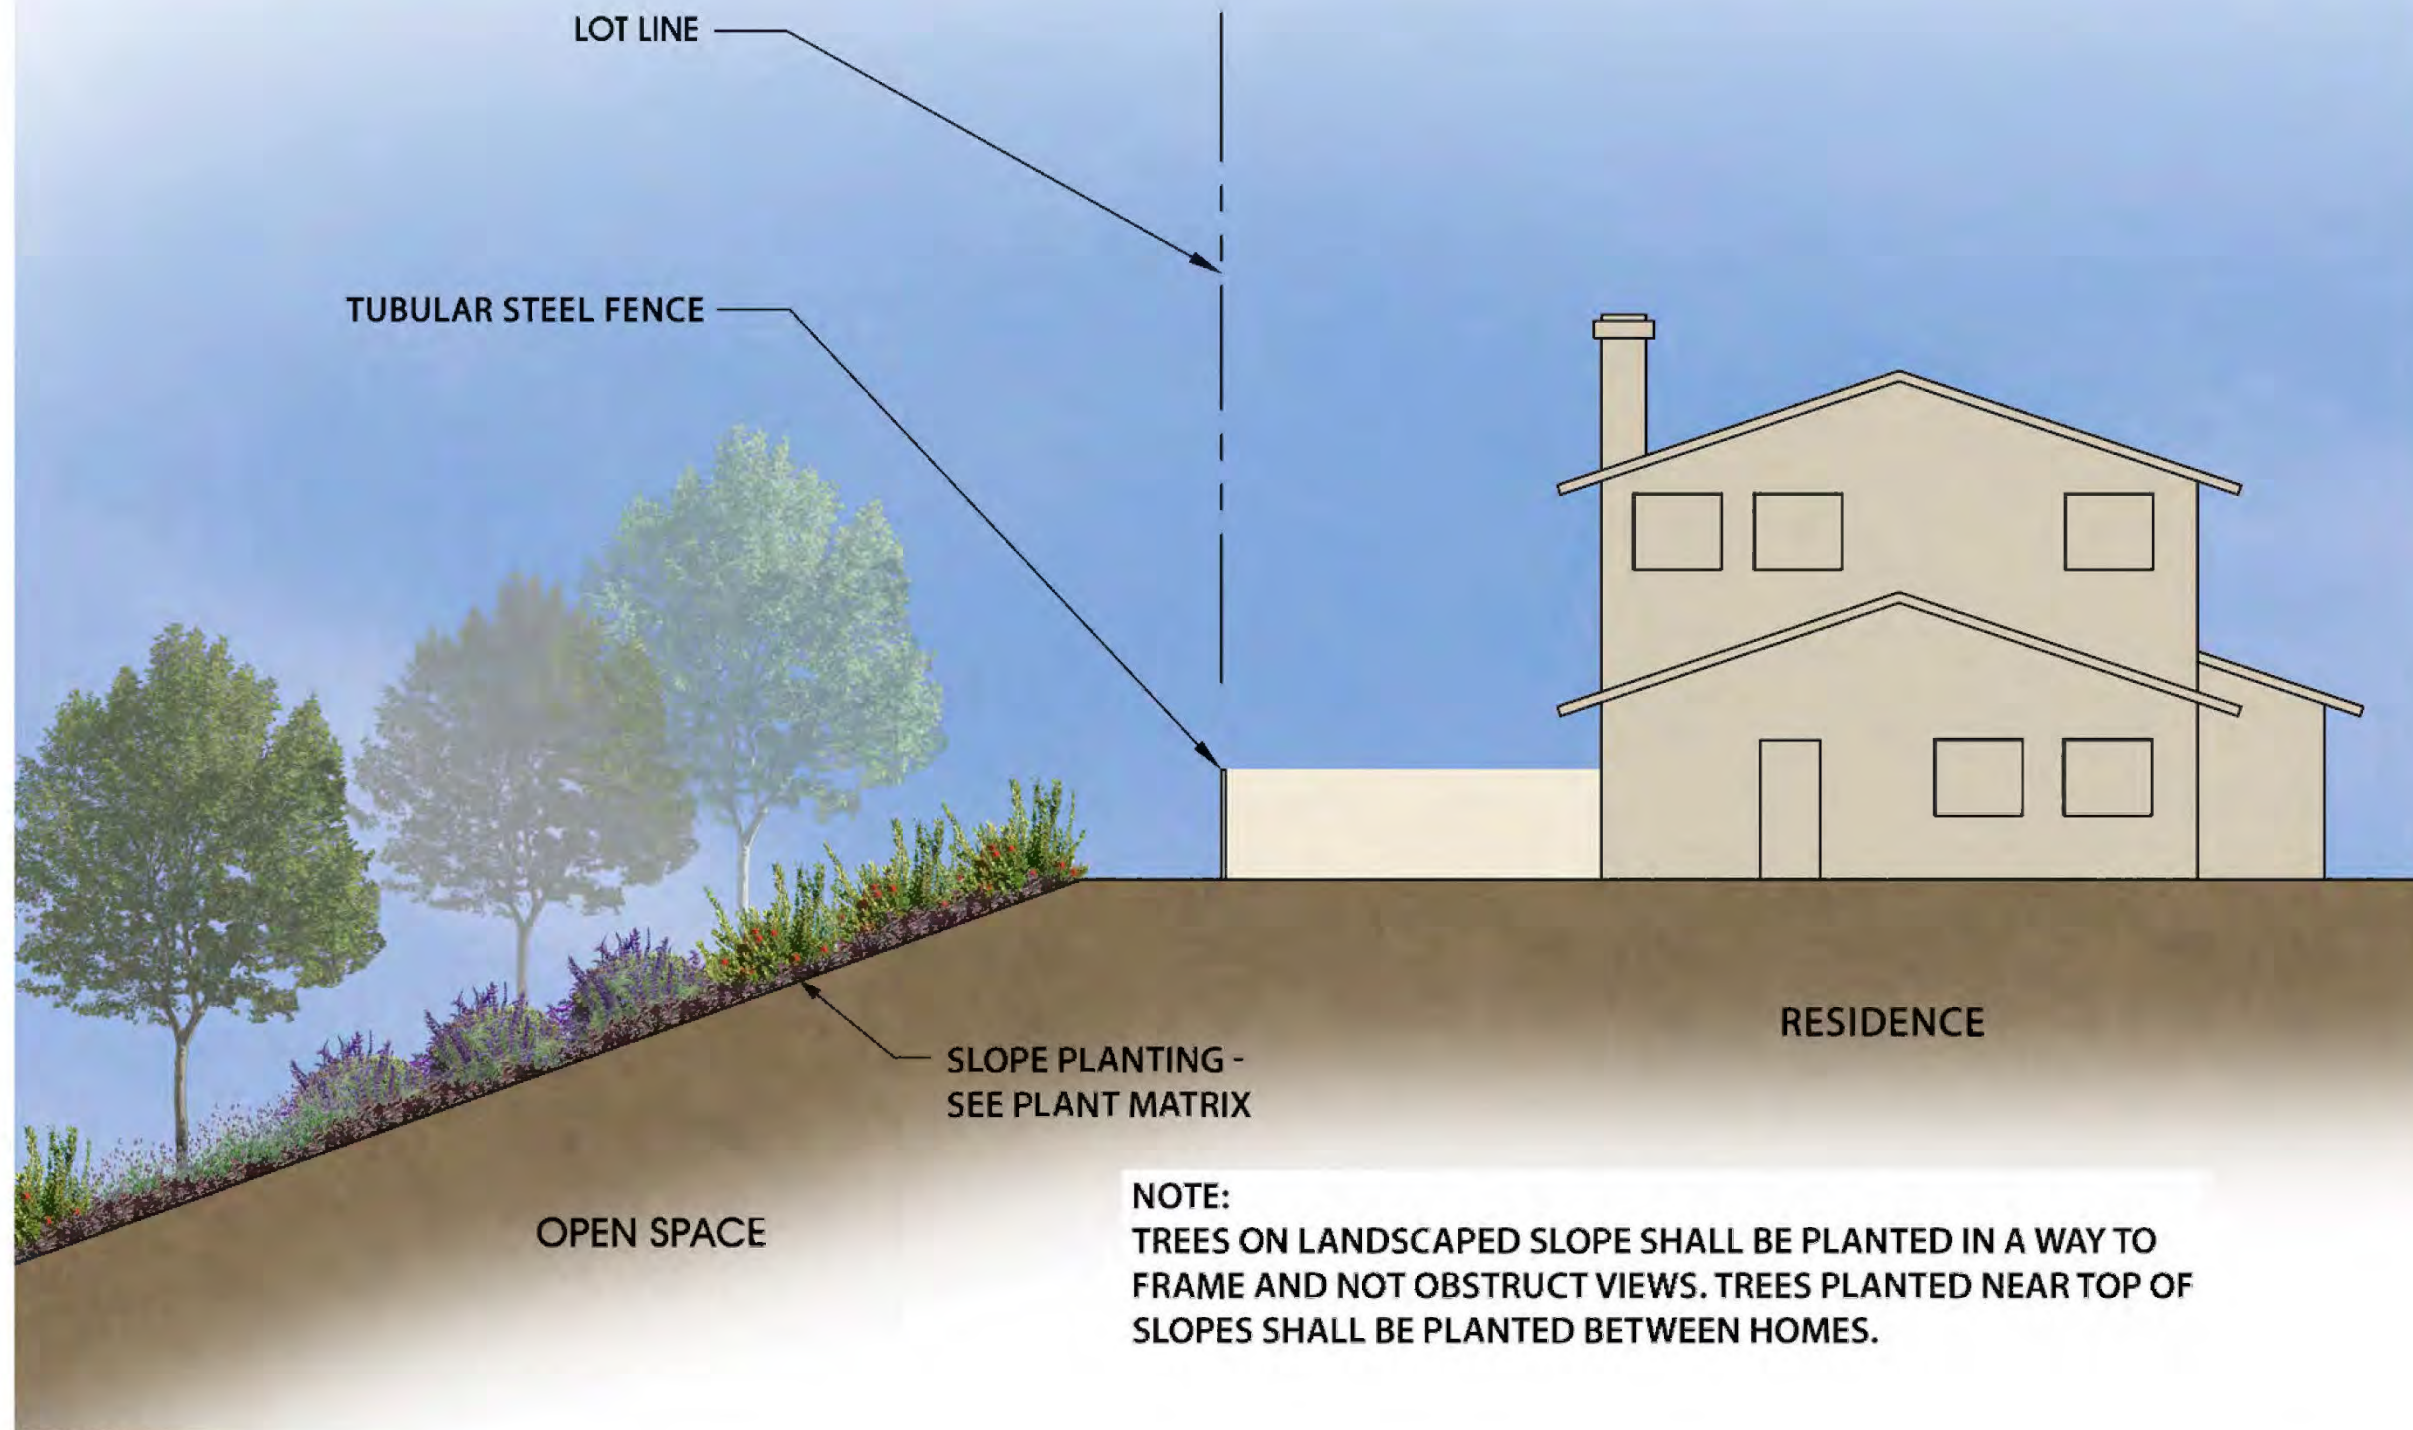 LOT LINE
TUBULAR STEEL FENCE
RESIDENCE
SLOPE PLANTING -
SEE PLANT MATRIX
OPEN SPACE
NOTE:
TREES ON LANDSCAPED SLOPE SHALL BE PLANTED IN A WAY TO
FRAME AND NOT OBSTRUCT VIEWS. TREES PLANTED NEAR TOP OF
SLOPES SHALL BE PLANTED BETWEEN HOMES.